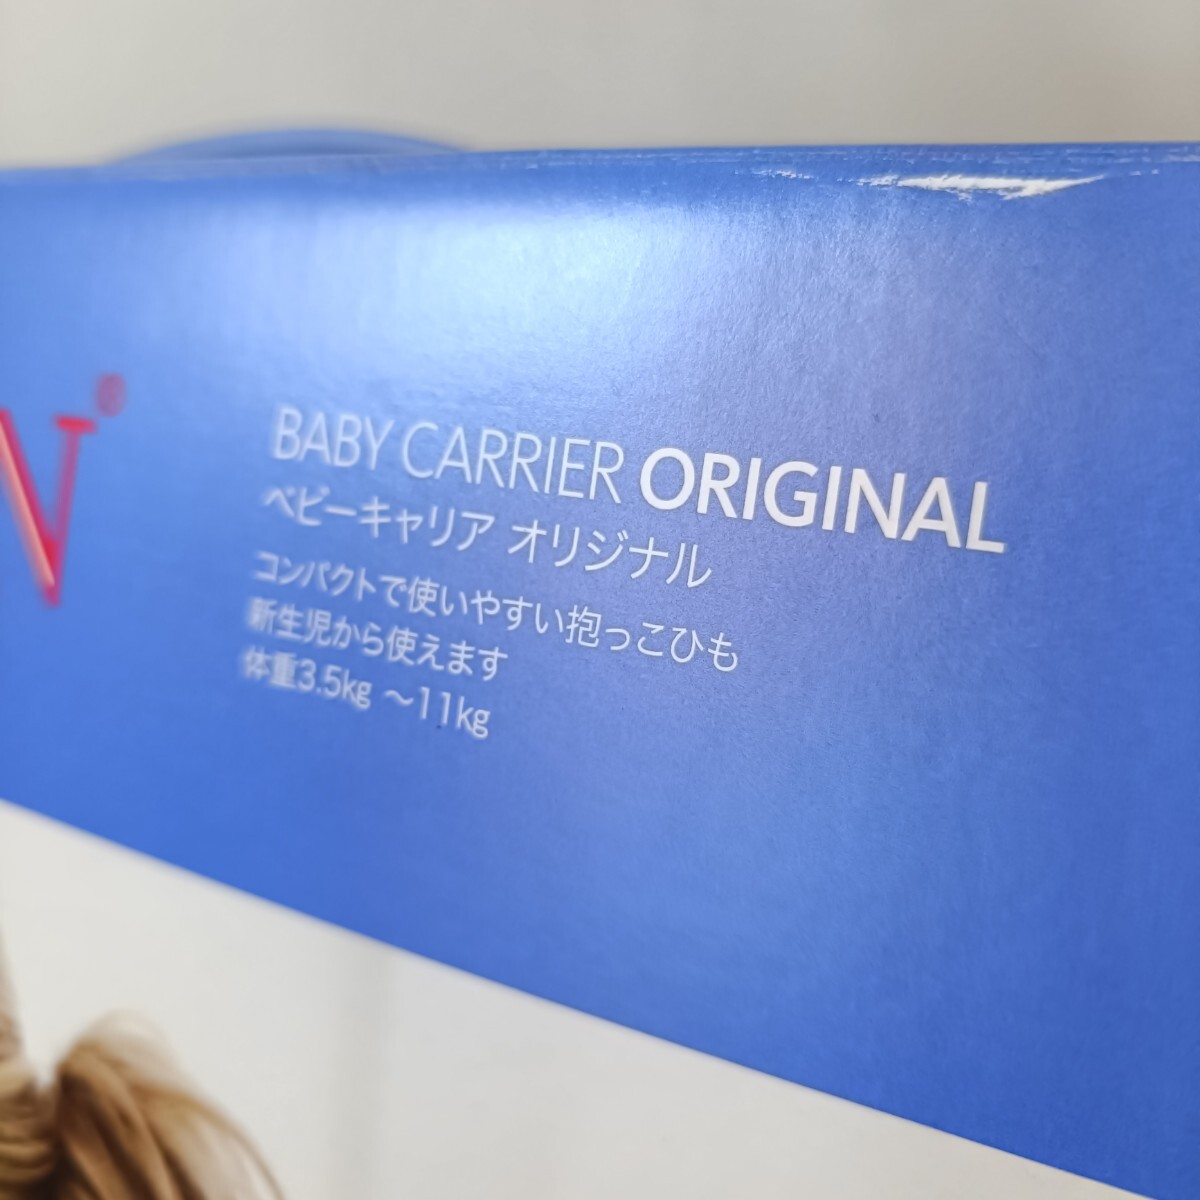 N®
BABY CARRIER ORIGINAL
ベビーキャリア オリジナル
コンパクトで使いやすい抱っこひも
新生児から使えます
体重3.5kg 〜11kg